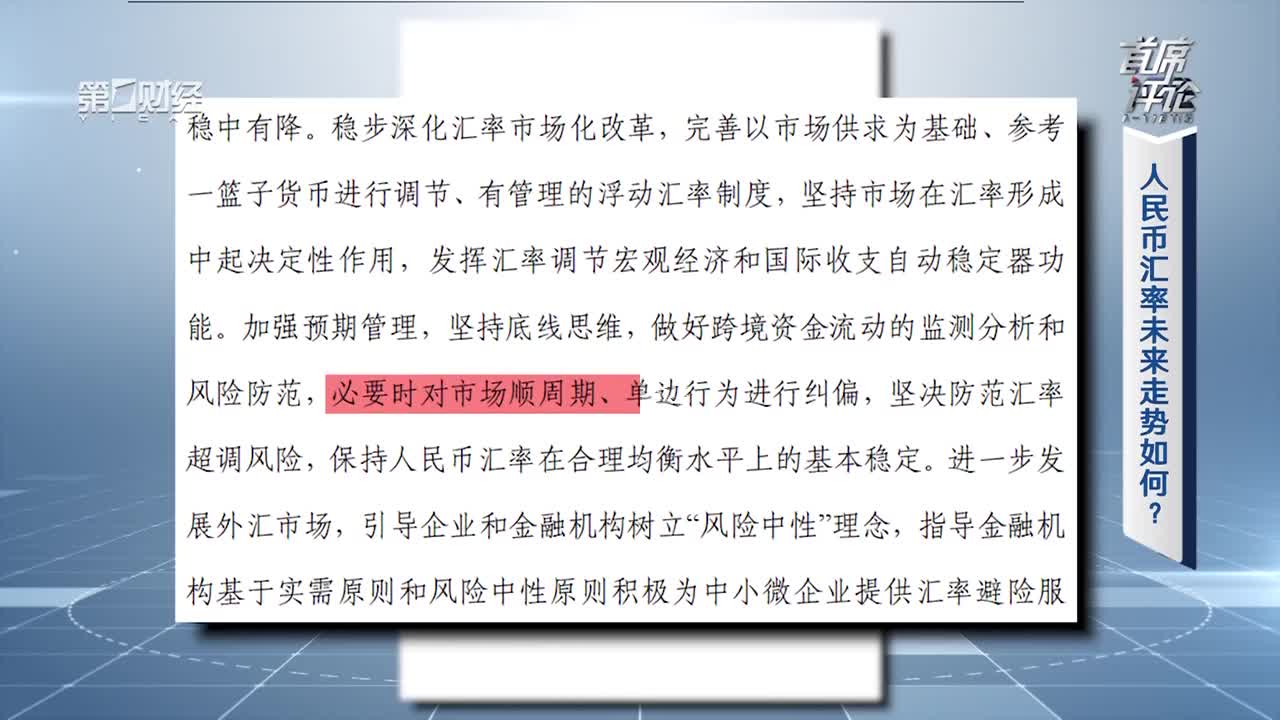 第一财经
首席
评论
稳中有降。稳步深化汇率市场化改革，完善以市场供求为基础、参考
一篮子货币进行调节、有管理的浮动汇率制度，坚持市场在汇率形成
中起决定性作用，发挥汇率调节宏观经济和国际收支自动稳定器功
能。加强预期管理，坚持底线思维，做好跨境资金流动的监测分析和
风险防范，必要时对市场顺周期、单边行为进行纠偏，坚决防范汇率
超调风险，保持人民币汇率在合理均衡水平上的基本稳定。进一步发
展外汇市场，引导企业和金融机构树立“风险中性”理念，指导金融机
构基于实需原则和风险中性原则积极为中小微企业提供汇率避险服
人民币汇率未来走势如何？